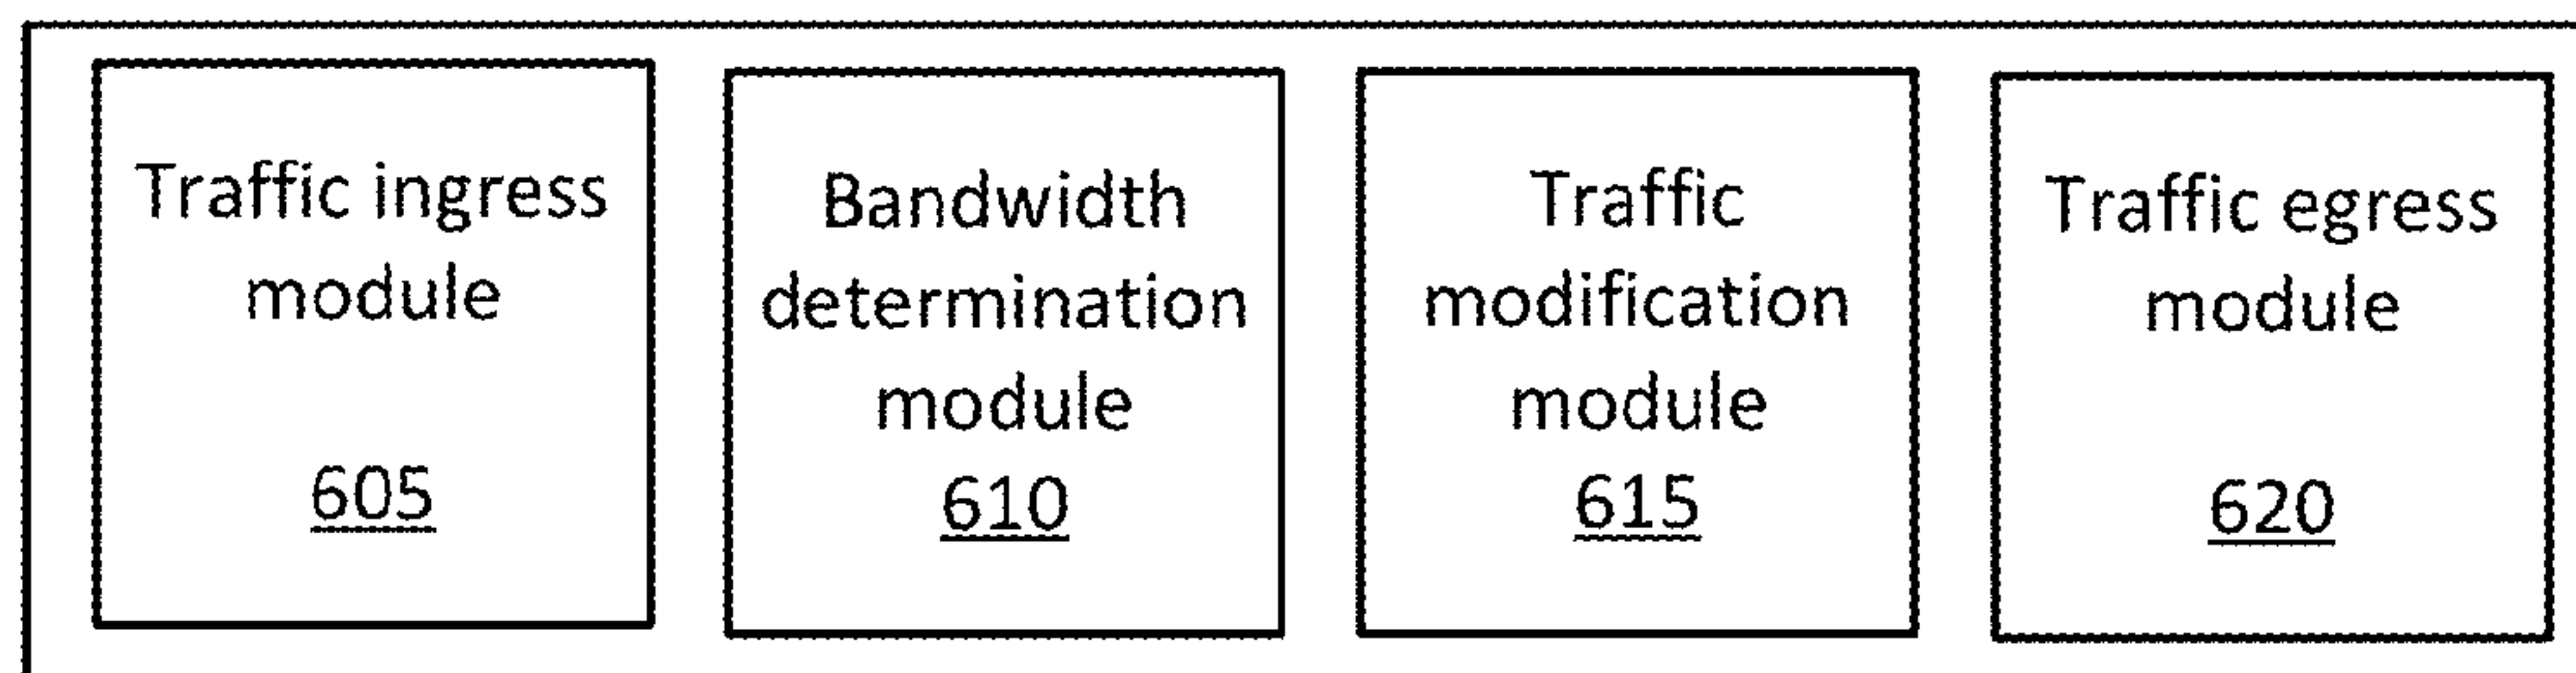 Traffic ingress
module
605
Bandwidth
determination
module
610
Traffic
modification
module
615
Traffic egress
module
620